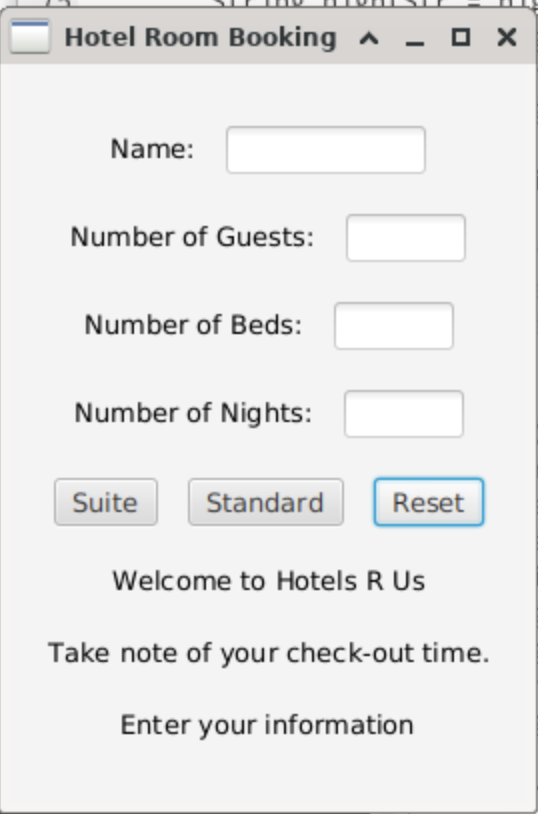 Hotel Room Booking
Name:
Number of Guests:
Number of Beds:
Number of Nights:
Suite Standard Reset
Welcome to Hotels R Us
Take note of your check-out time.
Enter your information